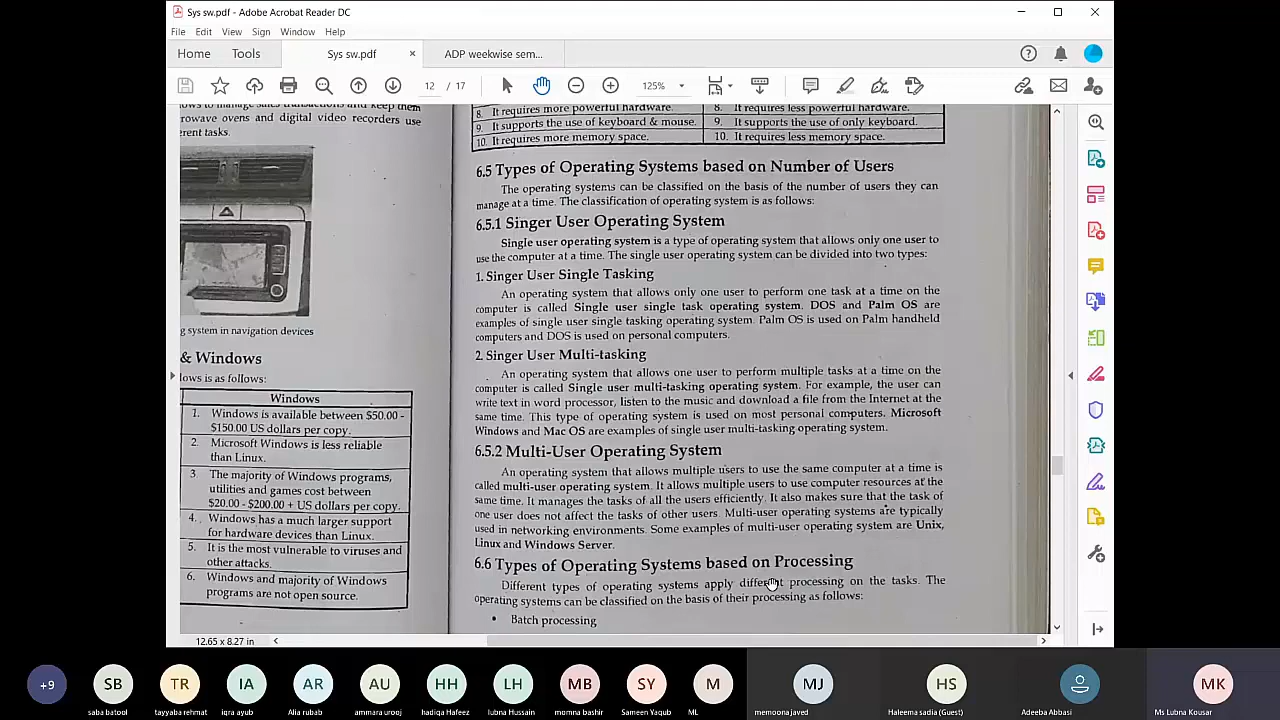 Sys sw.pdf - Adobe Acrobat Reader DC
File Edit View Sign Window Help
Home Tools Sys sw.pdf × ADP weekwise sem...
12 / 17 125%
ows to manage sales transactions and keep them
rowave ovens and digital video recorders use
erent tasks.
g system in navigation devices
& Windows
lows is as follows:
Windows
1. Windows is available between $50.00 -
$150.00 US dollars per copy.
2. Microsoft Windows is less reliable
than Linux.
3. The majority of Windows programs,
utilities and games cost between
$20.00 - $200.00 + US dollars per copy.
4. Windows has a much larger support
for hardware devices than Linux.
5. It is the most vulnerable to viruses and
other attacks.
6. Windows and majority of Windows
programs are not open source.
8. It requires more powerful hardware. 8. It requires less powerful hardware.
9. It supports the use of keyboard & mouse. 9. It supports the use of only keyboard.
10. It requires more memory space. 10. It requires less memory space.
6.5 Types of Operating Systems based on Number of Users
The operating systems can be classified on the basis of the number of users they can
manage at a time. The classification of operating system is as follows:
6.5.1 Singer User Operating System
Single user operating system is a type of operating system that allows only one user to
use the computer at a time. The single user operating system can be divided into two types:
1. Singer User Single Tasking
An operating system that allows only one user to perform one task at a time on the
computer is called Single user single task operating system. DOS and Palm OS are
examples of single user single tasking operating system. Palm OS is used on Palm handheld
computers and DOS is used on personal computers.
2. Singer User Multi-tasking
An operating system that allows one user to perform multiple tasks at a time on the
computer is called Single user multi-tasking operating system. For example, the user can
write text in word processor, listen to the music and download a file from the Internet at the
same time. This type of operating system is used on most personal computers. Microsoft
Windows and Mac OS are examples of single user multi-tasking operating system.
6.5.2 Multi-User Operating System
An operating system that allows multiple users to use the same computer at a time is
called multi-user operating system. It allows multiple users to use computer resources at the
same time. It manages the tasks of all the users efficiently. It also makes sure that the task of
one user does not affect the tasks of other users. Multi-user operating systems are typically
used in networking environments. Some examples of multi-user operating system are Unix,
Linux and Windows Server.
6.6 Types of Operating Systems based on Processing
Different types of operating systems apply different processing on the tasks. The
operating systems can be classified on the basis of their processing as follows:
• Batch processing
12.65 x 8.27 in
+9 SB TR IA AR AU HH LH MB SY M MJ HS MK
saba batool tayyaba rehmat iqra ayub Alia rubab ammara urooj hadiqa Hafeez lubna Hussain momna bashir Sameen Yaqub ML memoona javed Haleema sadia (Guest) Adeeba Abbasi Ms Lubna Kousar